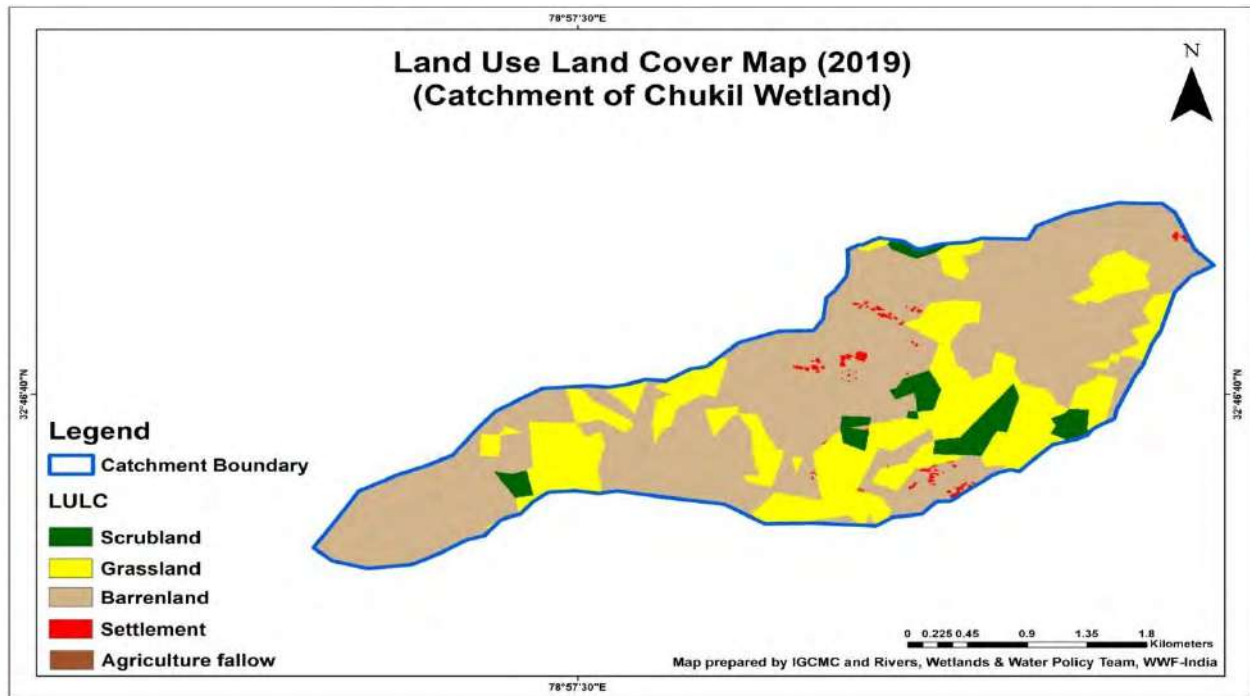 78°57'30"E
Land Use Land Cover Map (2019)
(Catchment of Chukil Wetland)
N
32°48'40"N
32°48'40"N
Legend
Catchment Boundary
LULC
Scrubland
Grassland
Barrenland
Settlement
Agriculture fallow
0 0.225 0.45 0.9 1.35 1.8
Kilometers
Map prepared by IGCMC and Rivers, Wetlands & Water Policy Team, WWF-India
78°57'30"E